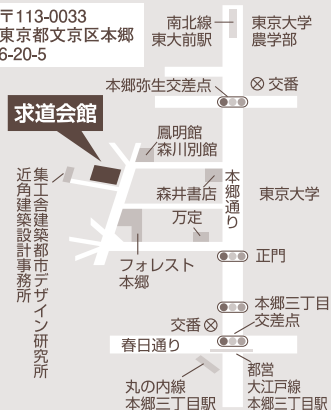 〒113-0033
東京都文京区本郷
6-20-5
南北線
東大前駅
東京大学
農学部
本郷弥生交差点
交番
求道会館
鳳明館
森川別館
森井書店
本郷通り
東京大学
万定
集工舎建築都市デザイン研究所
近角建築設計事務所
フォレスト
本郷
正門
本郷三丁目
交差点
交番
春日通り
丸の内線
本郷三丁目駅
都営
大江戸線
本郷三丁目駅